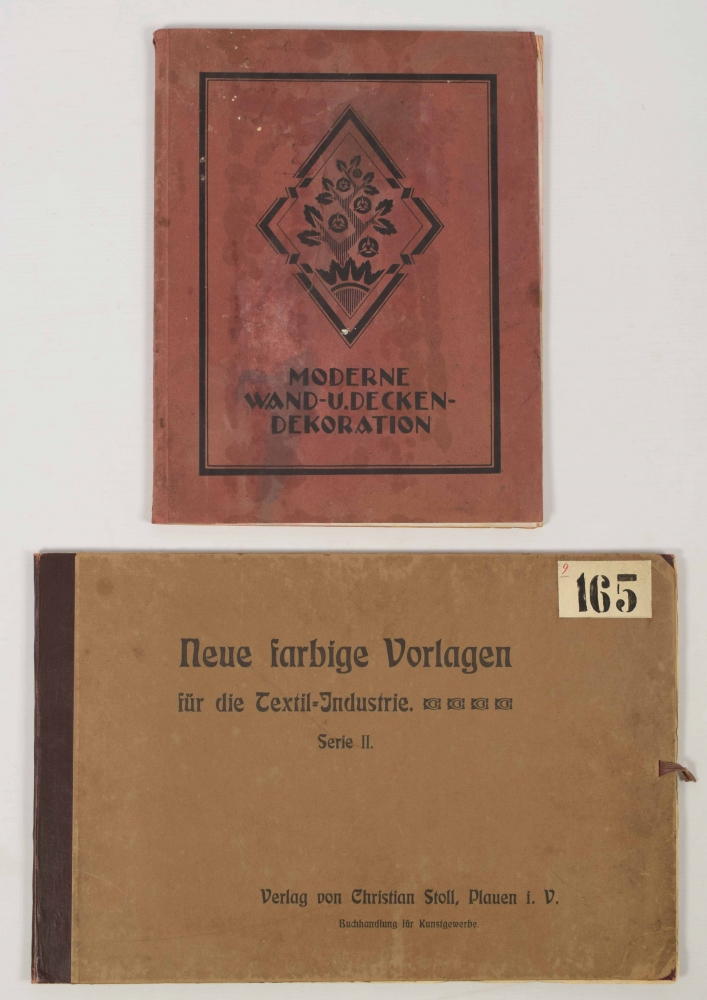 MODERNE
WAND-U.DECKEN-
DEKORATION
9
165
Neue farbige Vorlagen
für die Textil=Industrie.
Serie II.
Verlag von Christian Stoll, Plauen i. V.
Buchhandlung für Kunstgewerbe.